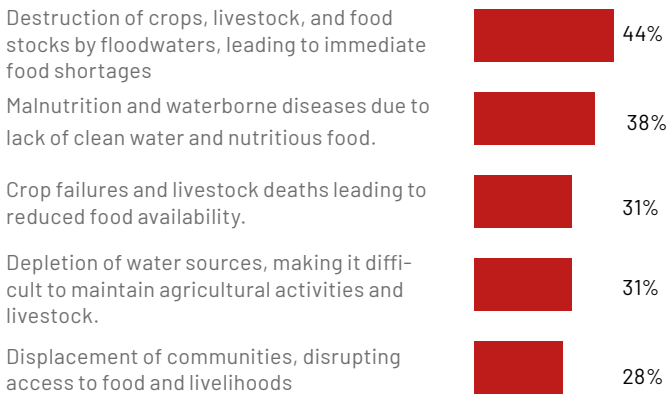 Destruction of crops, livestock, and food
stocks by floodwaters, leading to immediate
food shortages
44%
Malnutrition and waterborne diseases due to
lack of clean water and nutritious food.
38%
Crop failures and livestock deaths leading to
reduced food availability.
31%
Depletion of water sources, making it diffi-
cult to maintain agricultural activities and
livestock.
31%
Displacement of communities, disrupting
access to food and livelihoods
28%